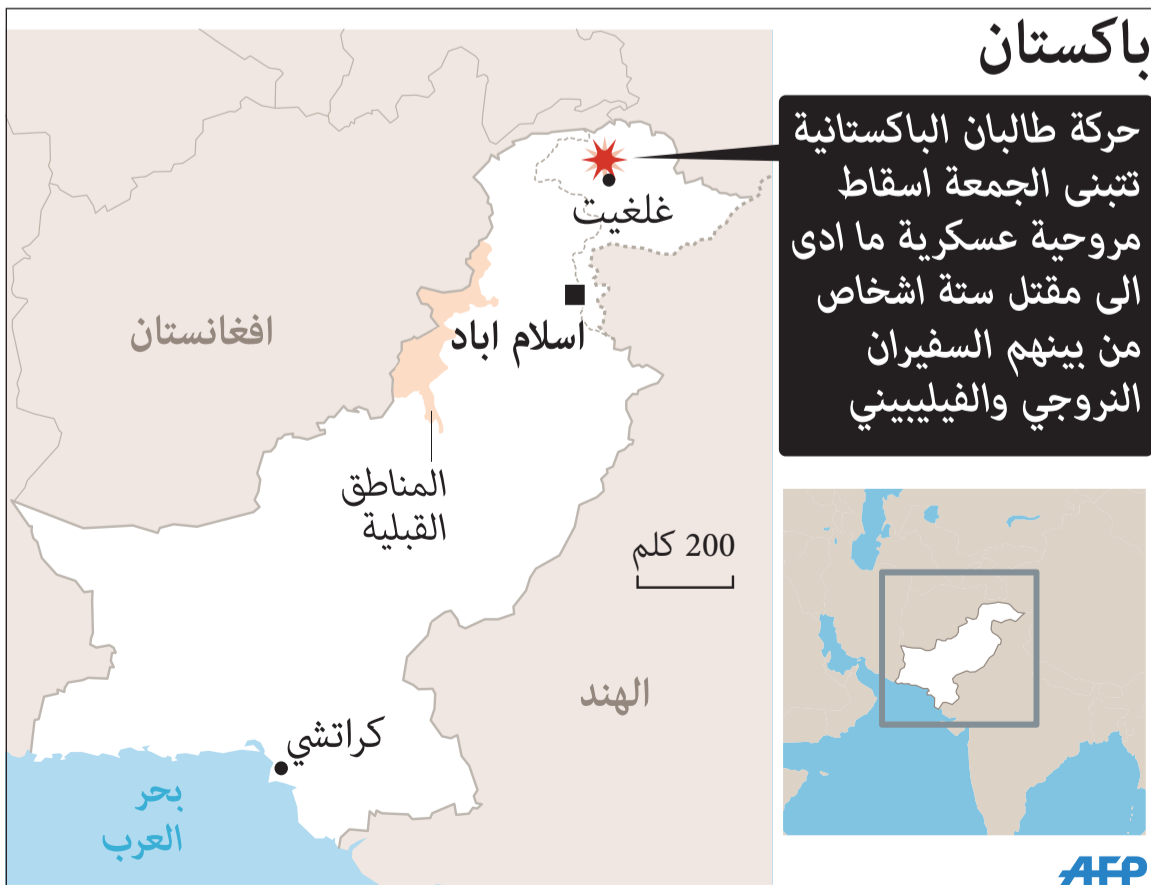 باكستان
حركة طالبان الباكستانية
تتبنى الجمعة اسقاط
مروحية عسكرية ما ادى
الى مقتل ستة اشخاص
من بينهم السفيران
النروجي والفيليبيني
غلغيت
اسلام اباد
افغانستان
المناطق
القبلية
200 كلم
الهند
كراتشي
بحر
العرب
AFP